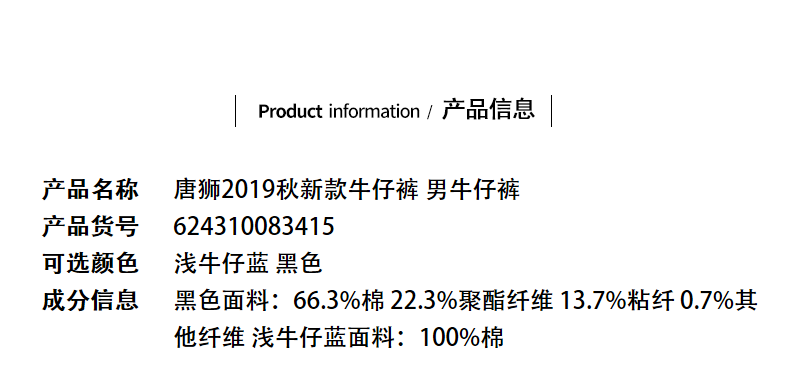 Product information / 产品信息
产品名称 唐狮2019秋新款牛仔裤 男牛仔裤
产品货号 624310083415
可选颜色 浅牛仔蓝 黑色
成分信息 黑色面料：66.3%棉 22.3%聚酯纤维 13.7%粘纤 0.7%其
他纤维 浅牛仔蓝面料：100%棉